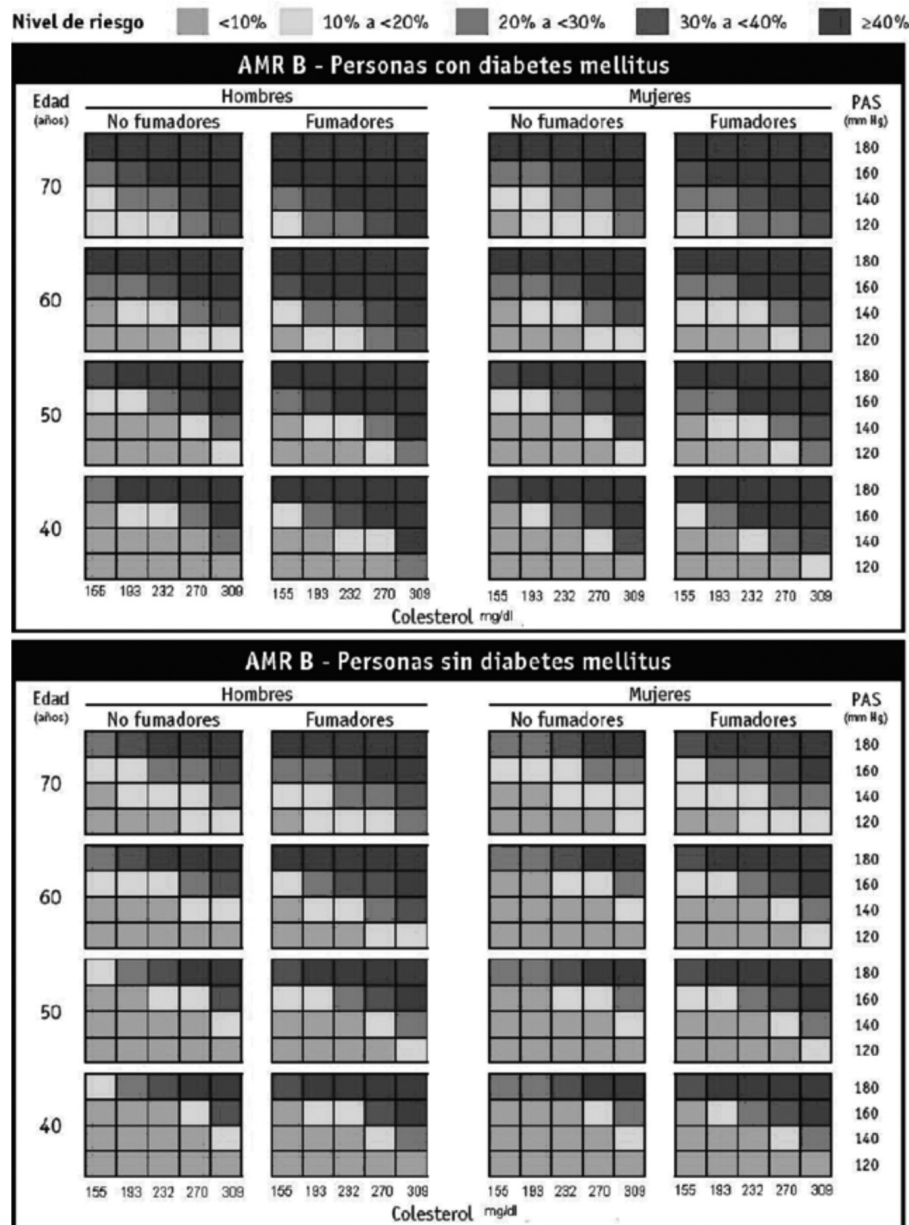 Nivel de riesgo <10% 10% a <20% 20% a <30% 30% a <40% ≥40%
AMR B - Personas con diabetes mellitus
Edad (años) Hombres Mujeres PAS (mm Hg)
No fumadores Fumadores No fumadores Fumadores
180
70 160
140
120
180
60 160
140
120
180
50 160
140
120
180
40 160
140
120
155 193 232 270 309 155 193 232 270 309 155 193 232 270 309 155 193 232 270 309
Colesterol mg/dl
AMR B - Personas sin diabetes mellitus
Edad (años) Hombres Mujeres PAS (mm Hg)
No fumadores Fumadores No fumadores Fumadores
180
70 160
140
120
180
60 160
140
120
180
50 160
140
120
180
40 160
140
120
155 193 232 270 309 155 193 232 270 309 155 193 232 270 309 155 193 232 270 309
Colesterol mg/dl